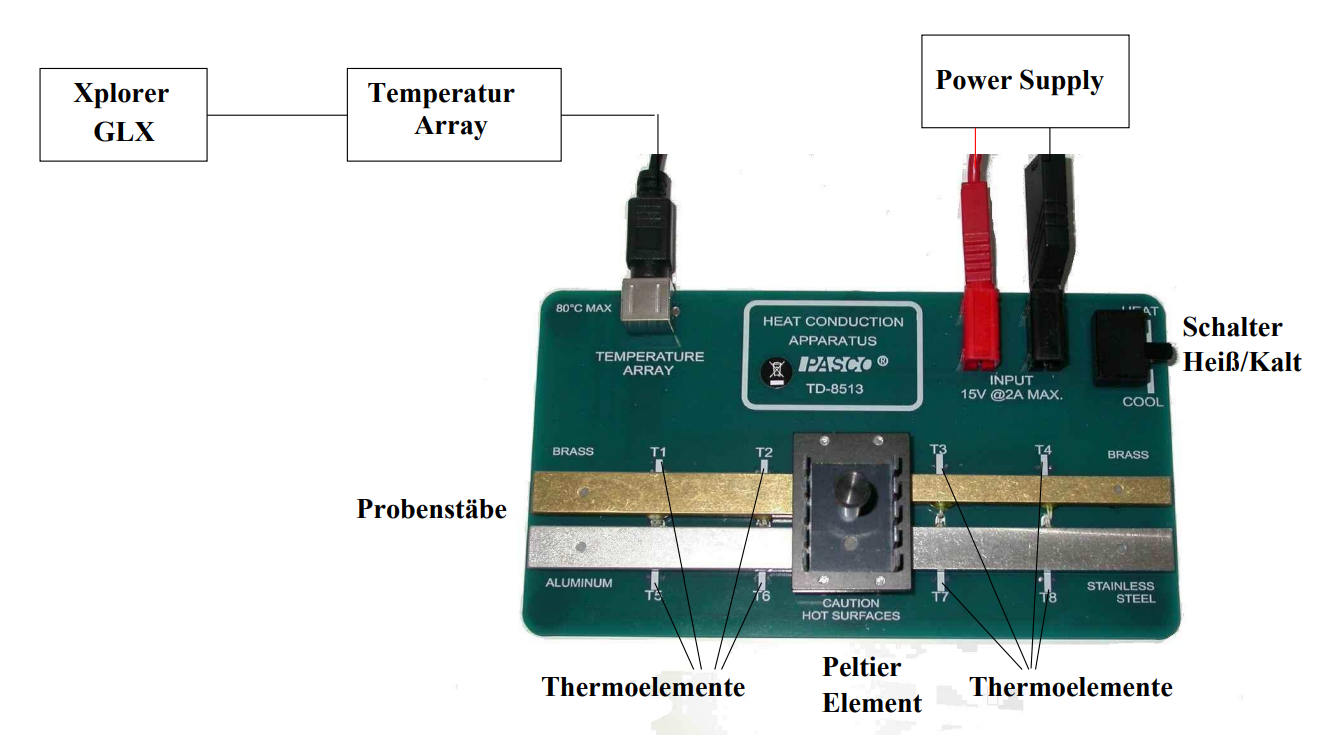 Xplorer
GLX
Temperatur
Array
Power Supply
80°C MAX
TEMPERATURE
ARRAY
HEAT CONDUCTION
APPARATUS
PASCO®
TD-8513
INPUT
15V @2A MAX.
HEAT
COOL
Schalter
Heiß/Kalt
BRASS
T1
T2
T3
T4
BRASS
Probenstäbe
ALUMINUM
T5
T6
CAUTION
HOT SURFACES
T7
T8
STAINLESS
STEEL
Thermoelemente
Peltier
Element
Thermoelemente